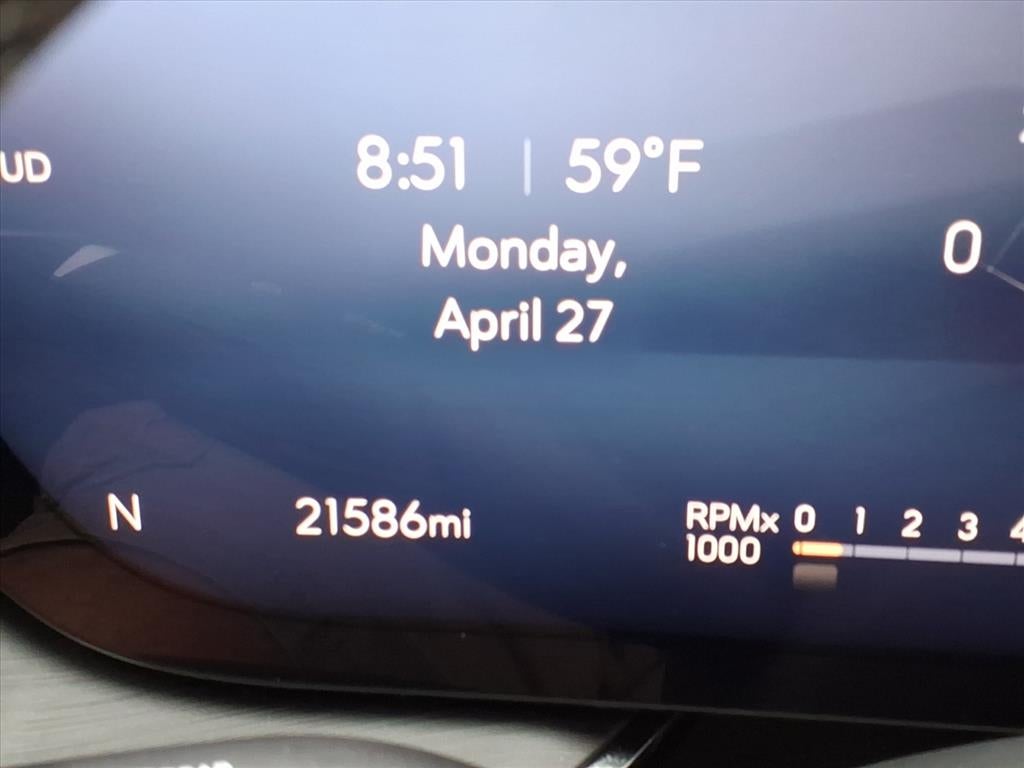 UD
8:51 | 59°F
Monday,
April 27
0
N
21586mi
RPMx
1000
0 1 2 3 4